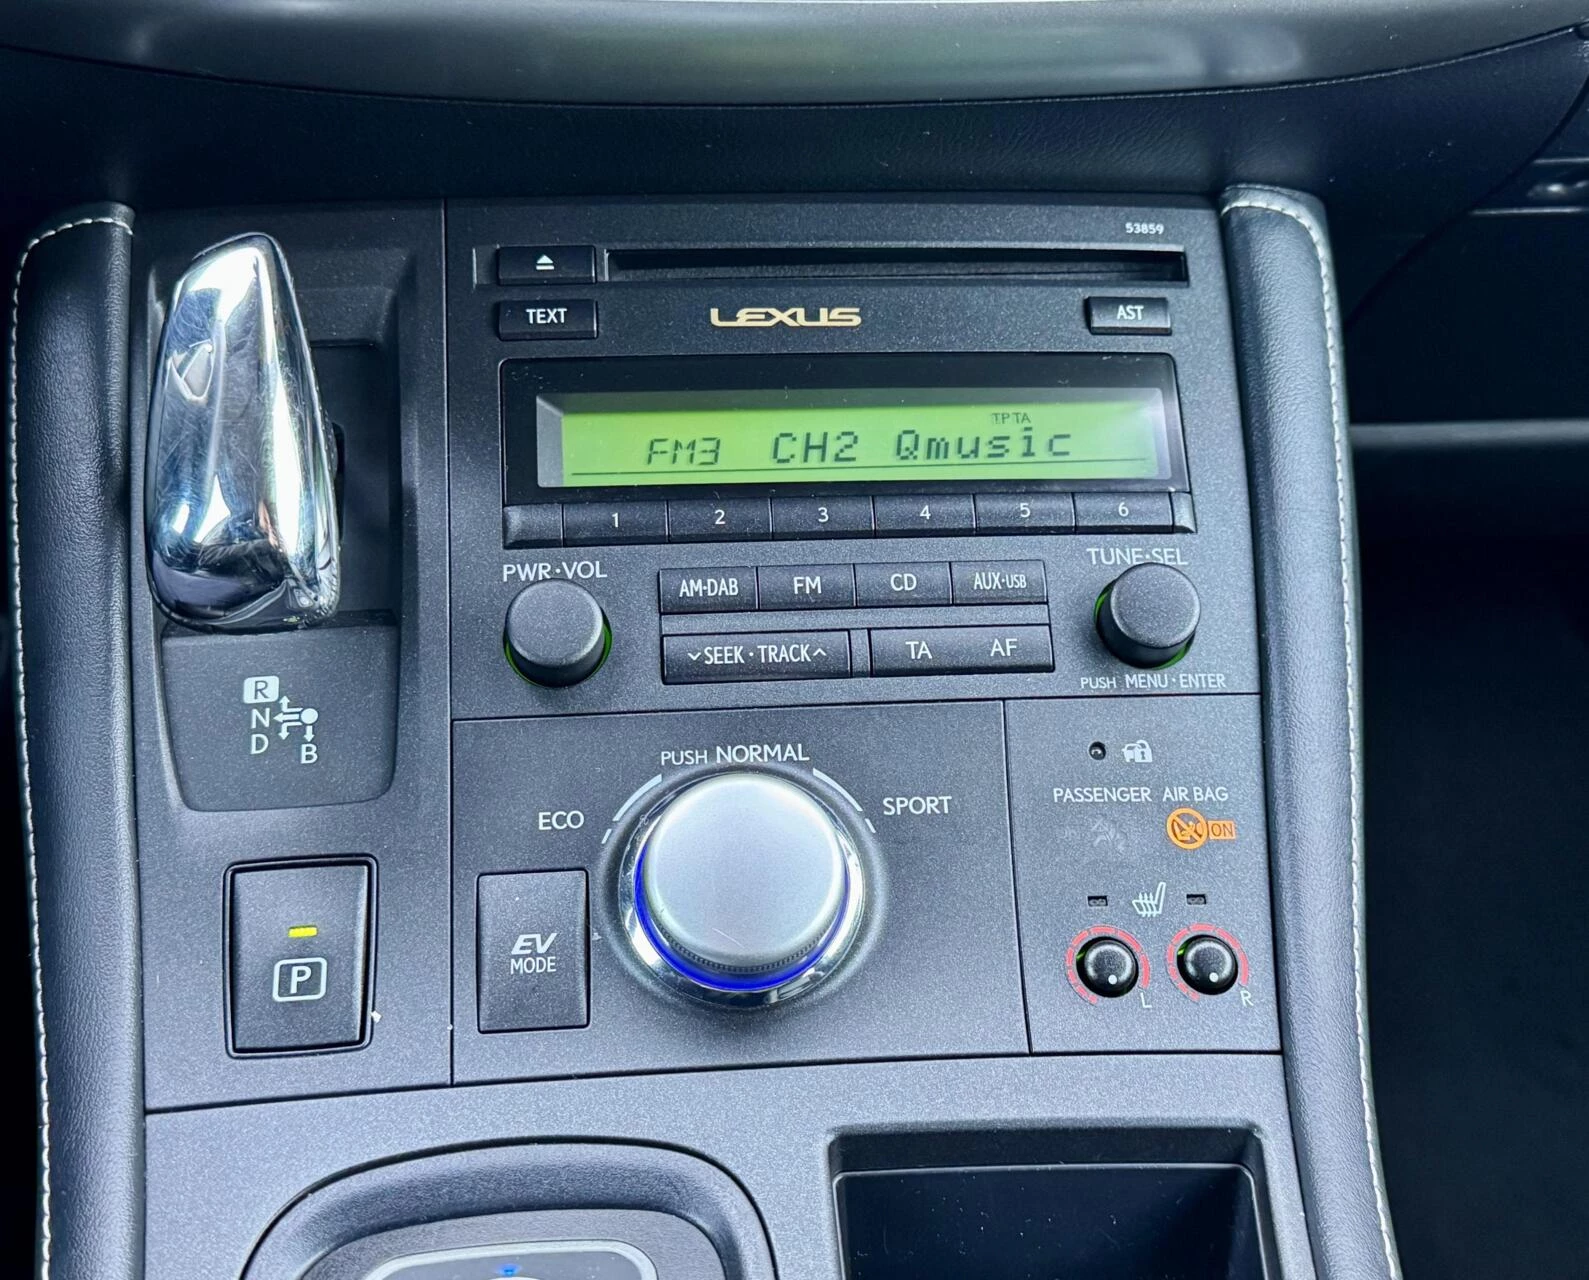 53859
TEXT
LEXUS
AST
TP TA
FM3 CH2 Qmusic
1 2 3 4 5 6
PWR·VOL
TUNE·SEL
AM·DAB FM CD AUX·USB
SEEK · TRACK TA AF
PUSH MENU · ENTER
R
N
D
B
PUSH NORMAL
ECO
SPORT
PASSENGER AIR BAG
ON
EV
MODE
P
L
R